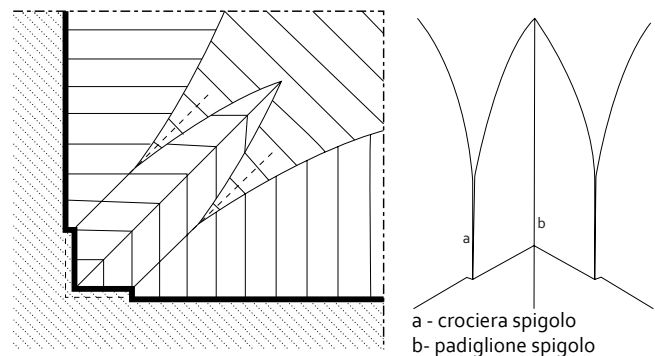 a
b
a - crociera spigolo
b- padiglione spigolo